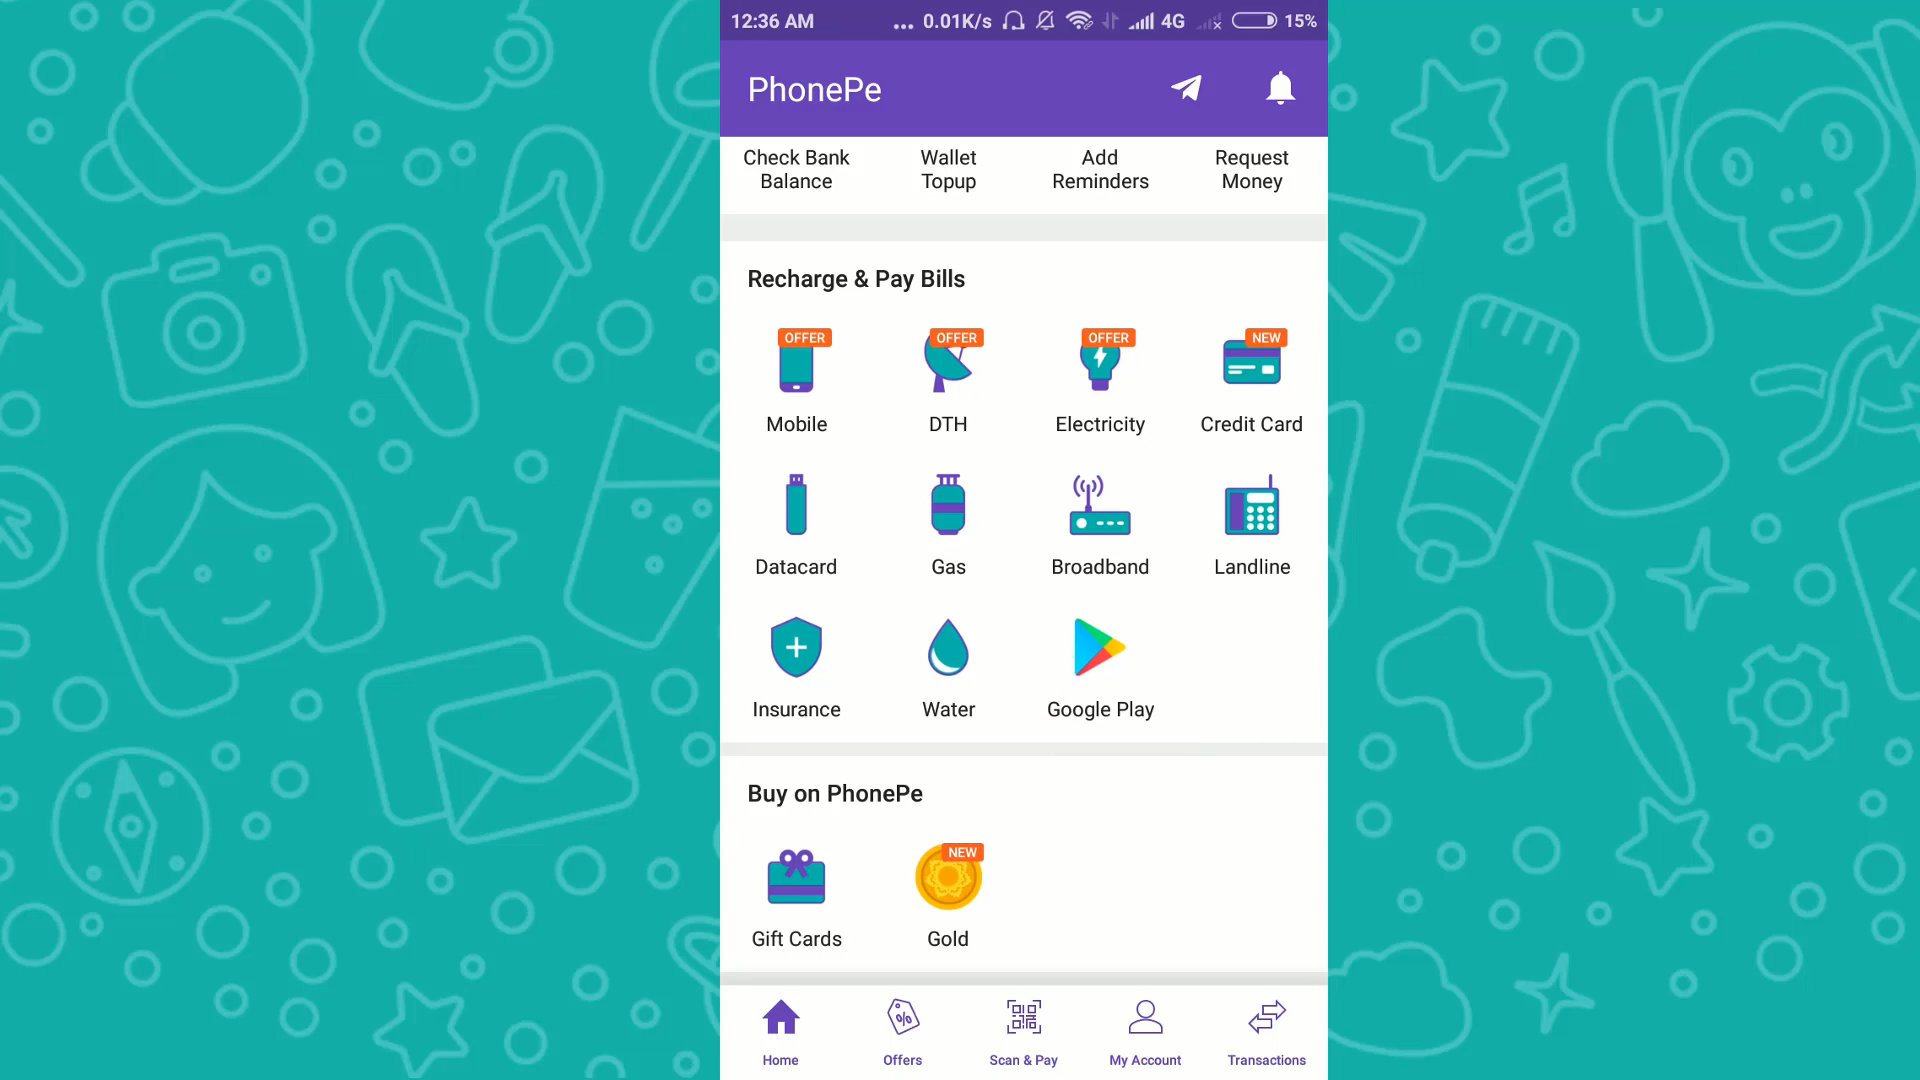 12:36 AM ... 0.01K/s 4G 15%
PhonePe
Check Bank Balance
Wallet Topup
Add Reminders
Request Money
Recharge & Pay Bills
OFFER OFFER OFFER NEW
Mobile DTH Electricity Credit Card
Datacard Gas Broadband Landline
Insurance Water Google Play
Buy on PhonePe
NEW
Gift Cards Gold
Home Offers Scan & Pay My Account Transactions